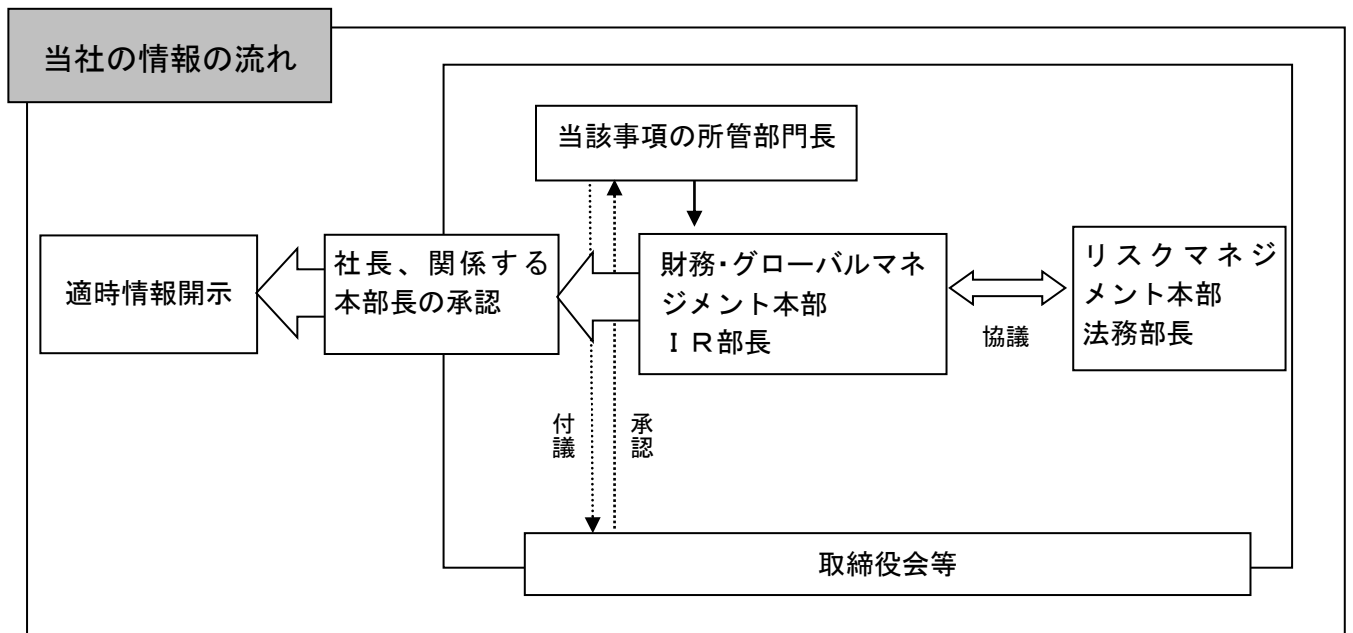 当社の情報の流れ
当該事項の所管部門長
適時情報開示
社長、関係する
本部長の承認
財務・グローバルマネ
ジメント本部
ＩＲ部長
協議
リスクマネジ
メント本部
法務部長
付議
承認
取締役会等